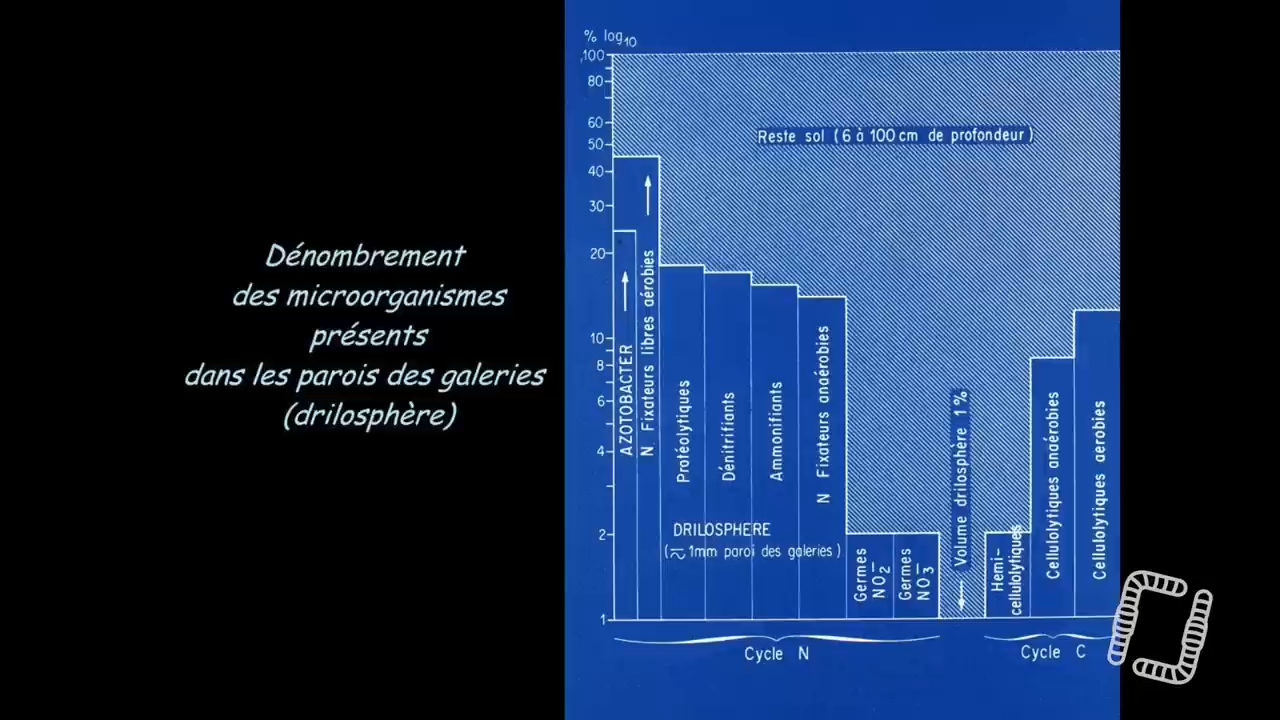 Dénombrement
des microorganismes
présents
dans les parois des galeries
(drilosphère)
% log10
100
80
60
50
40
30
20
10
8
6
4
2
1
Reste sol (6 à 100 cm de profondeur)
AZOTOBACTER
N Fixateurs libres aérobies
Protéolytiques
Dénitrifiants
Ammonifiants
N Fixateurs anaérobies
DRILOSPHERE
1mm paroi des galeries)
Germes
NO2−
Germes
NO3−
Volume drilosphère 1%
Hemi-
cellulolytiques
Cellulolytiques anaérobies
Cellulolytiques aerobies
Cycle N
Cycle C